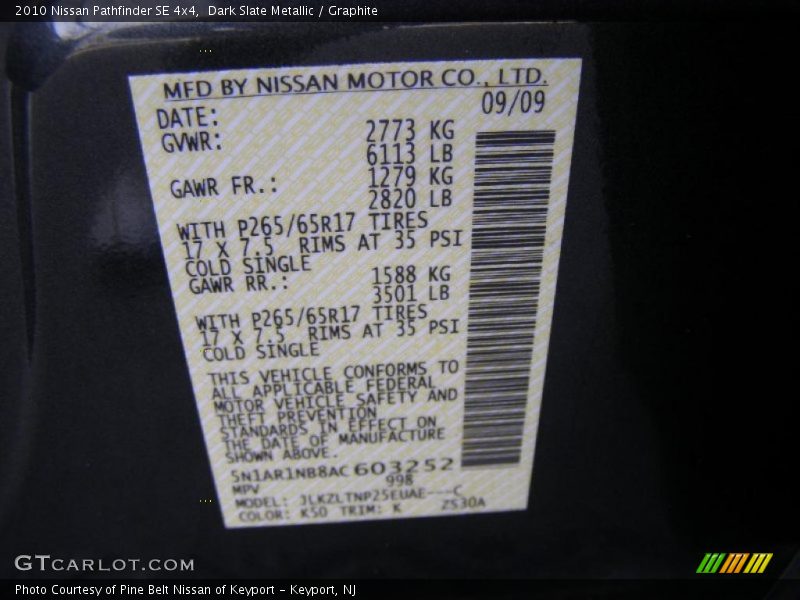 2010 Nissan Pathfinder SE 4x4, Dark Slate Metallic / Graphite
MFD BY NISSAN MOTOR CO., LTD.
DATE: 09/09
GVWR: 2773 KG
6113 LB
GAWR FR.: 1279 KG
2820 LB
WITH P265/65R17 TIRES
17 X 7.5 RIMS AT 35 PSI
COLD SINGLE
GAWR RR.: 1588 KG
3501 LB
WITH P265/65R17 TIRES
17 X 7.5 RIMS AT 35 PSI
COLD SINGLE
THIS VEHICLE CONFORMS TO
ALL APPLICABLE FEDERAL
MOTOR VEHICLE SAFETY AND
THEFT PREVENTION
STANDARDS IN EFFECT ON
THE DATE OF MANUFACTURE
SHOWN ABOVE.
5N1AR1NB8AC 603252
MPV 998
MODEL: JLKZLTNP25EUAE---C
COLOR: K50 TRIM: K ZS30A
GTCARLOT.COM
Photo Courtesy of Pine Belt Nissan of Keyport - Keyport, NJ